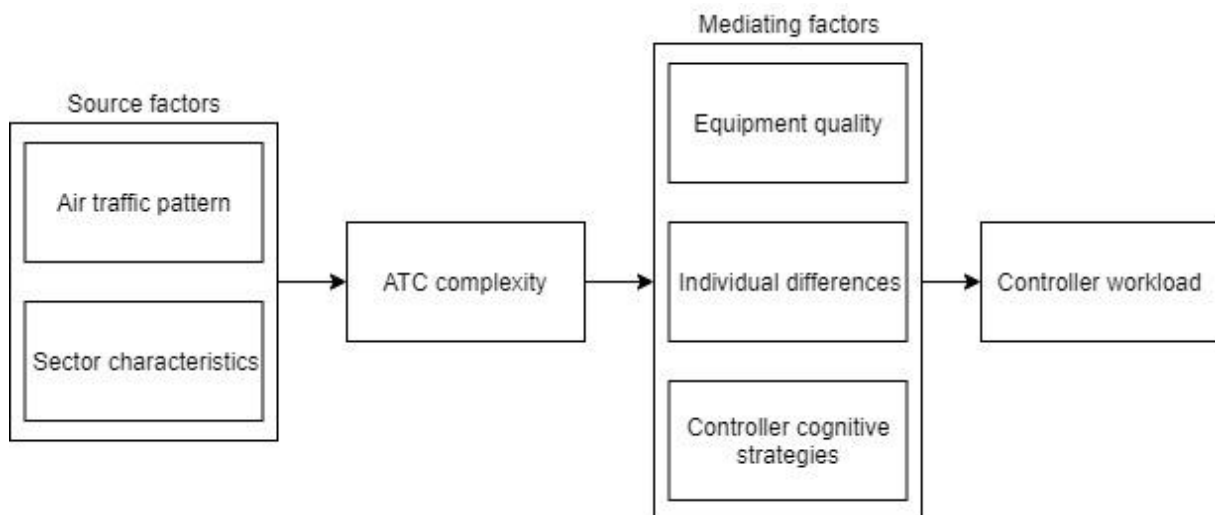 Source factors
Air traffic pattern
Sector characteristics
ATC complexity
Mediating factors
Equipment quality
Individual differences
Controller cognitive
strategies
Controller workload